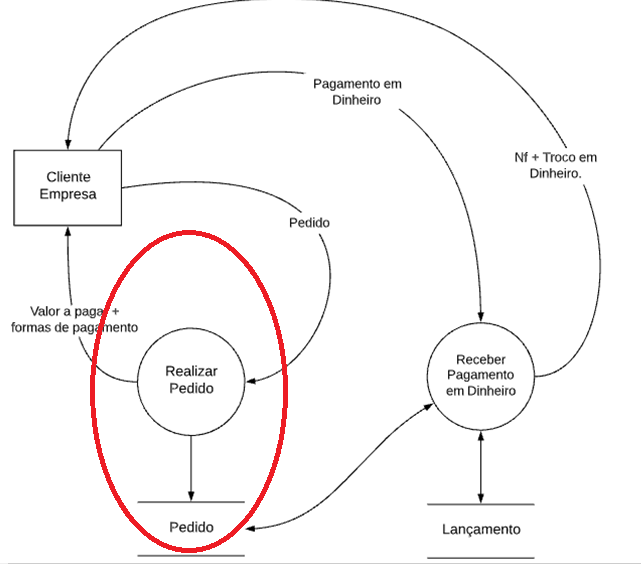 Pagamento em
Dinheiro
Nf + Troco em
Dinheiro.
Cliente
Empresa
Pedido
Valor a pagar +
formas de pagamento
Realizar
Pedido
Receber
Pagamento
em Dinheiro
Pedido
Lançamento